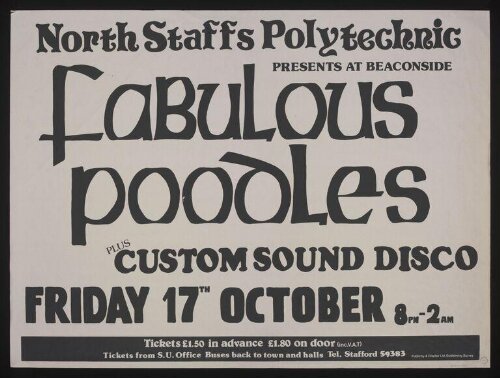 North Staffs Polytechnic
PRESENTS AT BEACONSIDE
fabulous
poodles
PLUS CUSTOM SOUND DISCO
FRIDAY 17TH OCTOBER 8PM-2AM
Tickets £1.50 in advance £1.80 on door (inc.V.A.T)
Tickets from S.U. Office Buses back to town and halls Tel. Stafford 59383